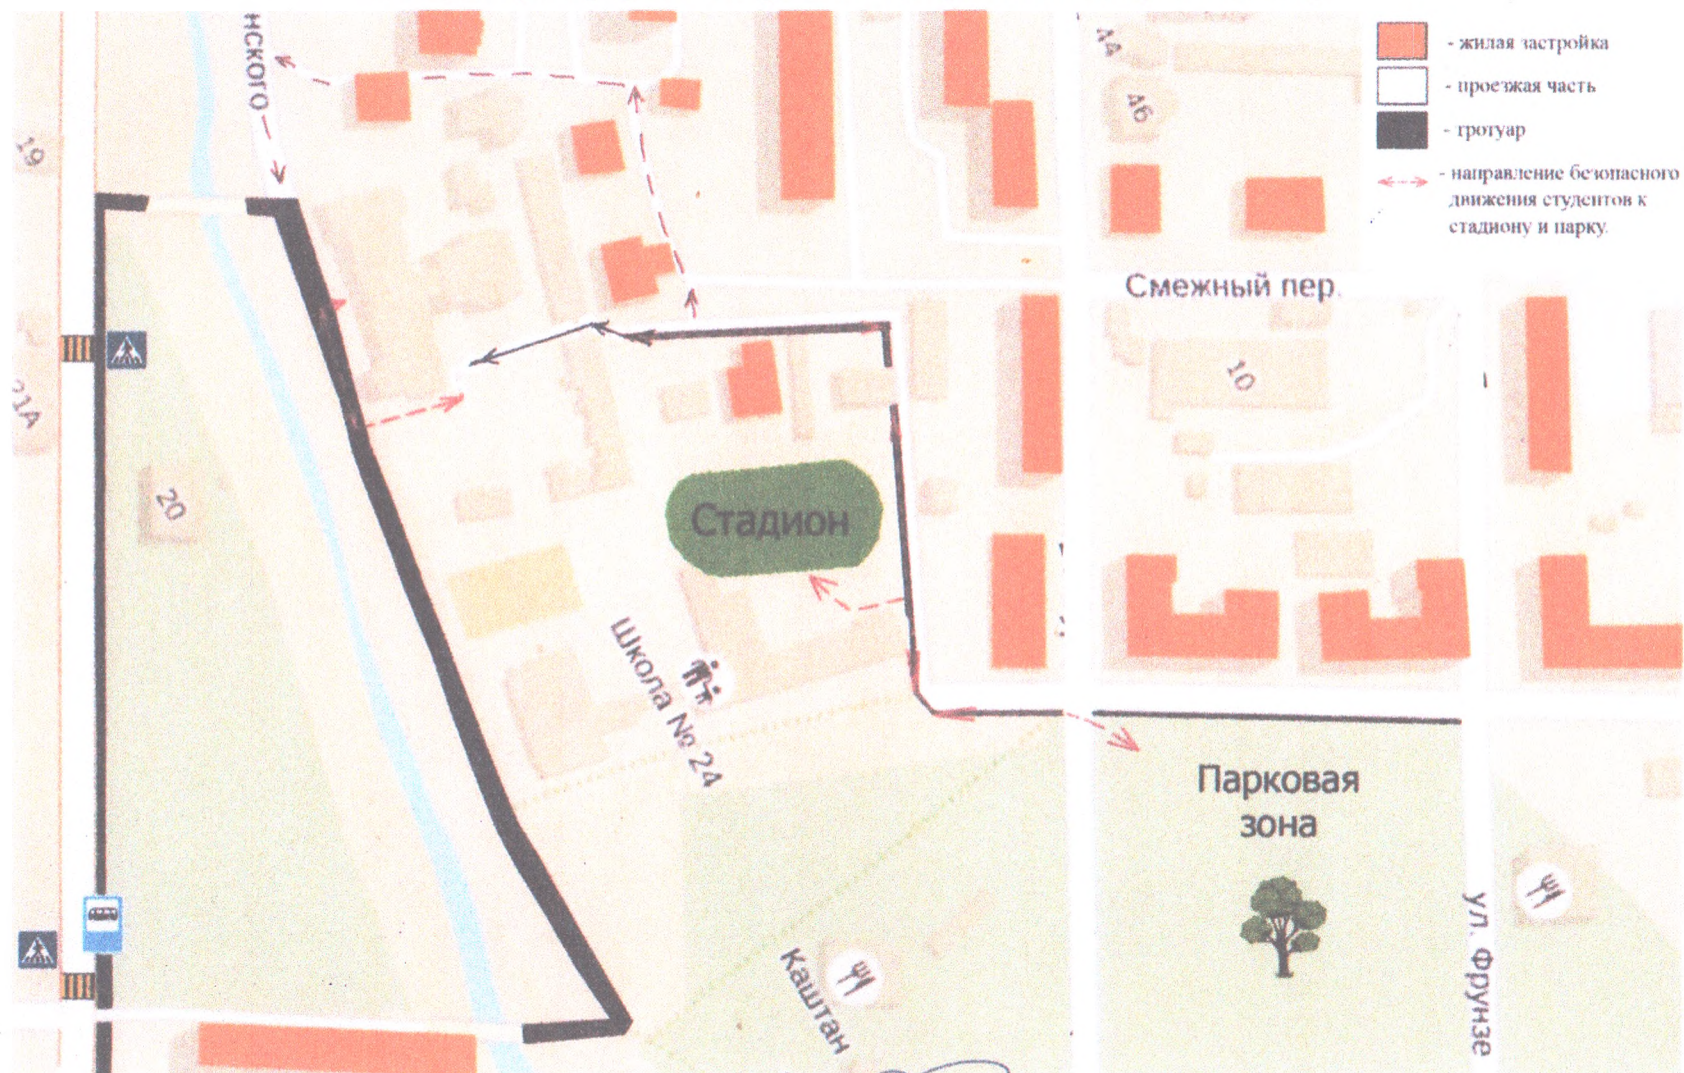 нского
44
46
19
21А
20
10
- жилая застройка
- проезжая часть
- тротуар
- направление безопасного
движения студентов к
стадиону и парку.
Смежный пер.
Стадион
Школа № 24
Парковая
зона
Каштан
ул. Фрунзе